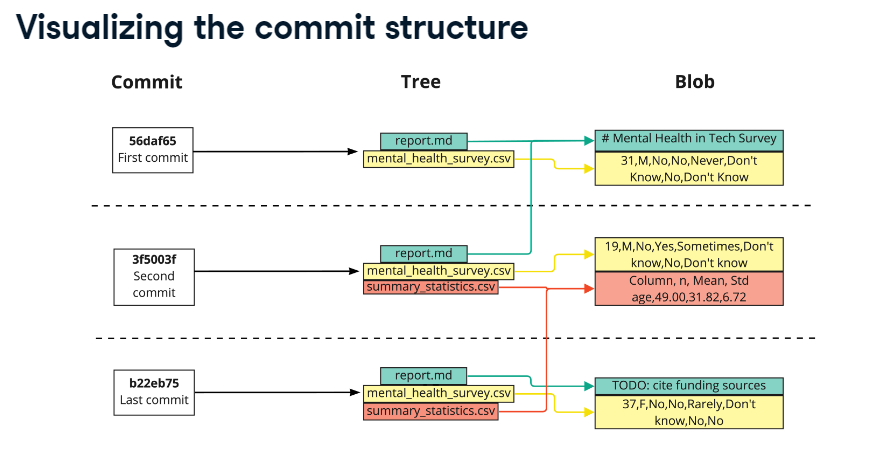 Visualizing the commit structure
Commit
Tree
Blob
56daf65
First commit
report.md
mental_health_survey.csv
# Mental Health in Tech Survey
31,M,No,No,Never,Don't
Know,No,Don't Know
3f5003f
Second
commit
report.md
mental_health_survey.csv
summary_statistics.csv
19,M,No,Yes,Sometimes,Don't
know,No,Don't know
Column, n, Mean, Std
age,49.00,31.82,6.72
b22eb75
Last commit
report.md
mental_health_survey.csv
summary_statistics.csv
TODO: cite funding sources
37,F,No,No,Rarely,Don't
know,No,No